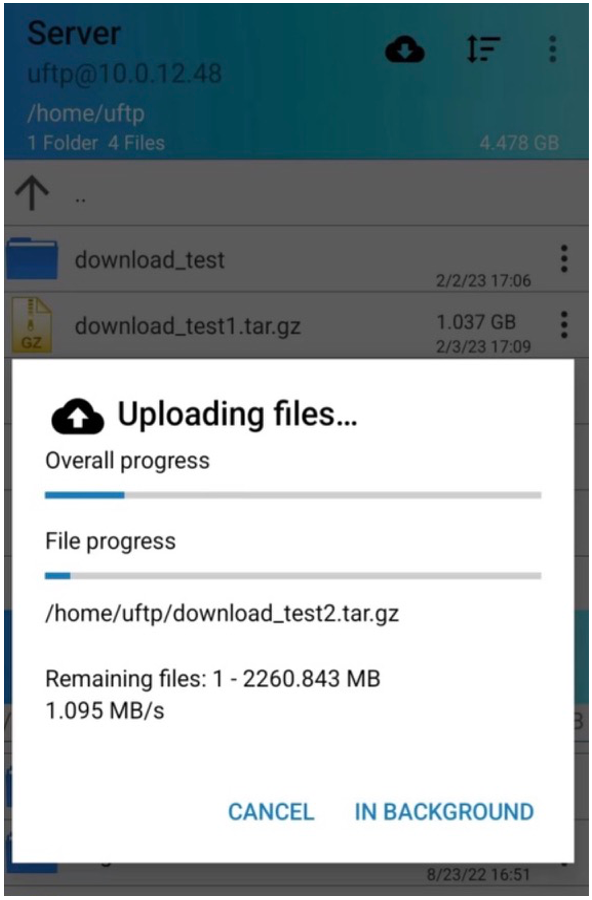 Server
uftp@10.0.12.48
/home/uftp
1 Folder 4 Files 4.478 GB
..
download_test
2/2/23 17:06
download_test1.tar.gz 1.037 GB
GZ 2/3/23 17:09
Uploading files...
Overall progress
File progress
/home/uftp/download_test2.tar.gz
Remaining files: 1 - 2260.843 MB
1.095 MB/s
CANCEL IN BACKGROUND
8/23/22 16:51